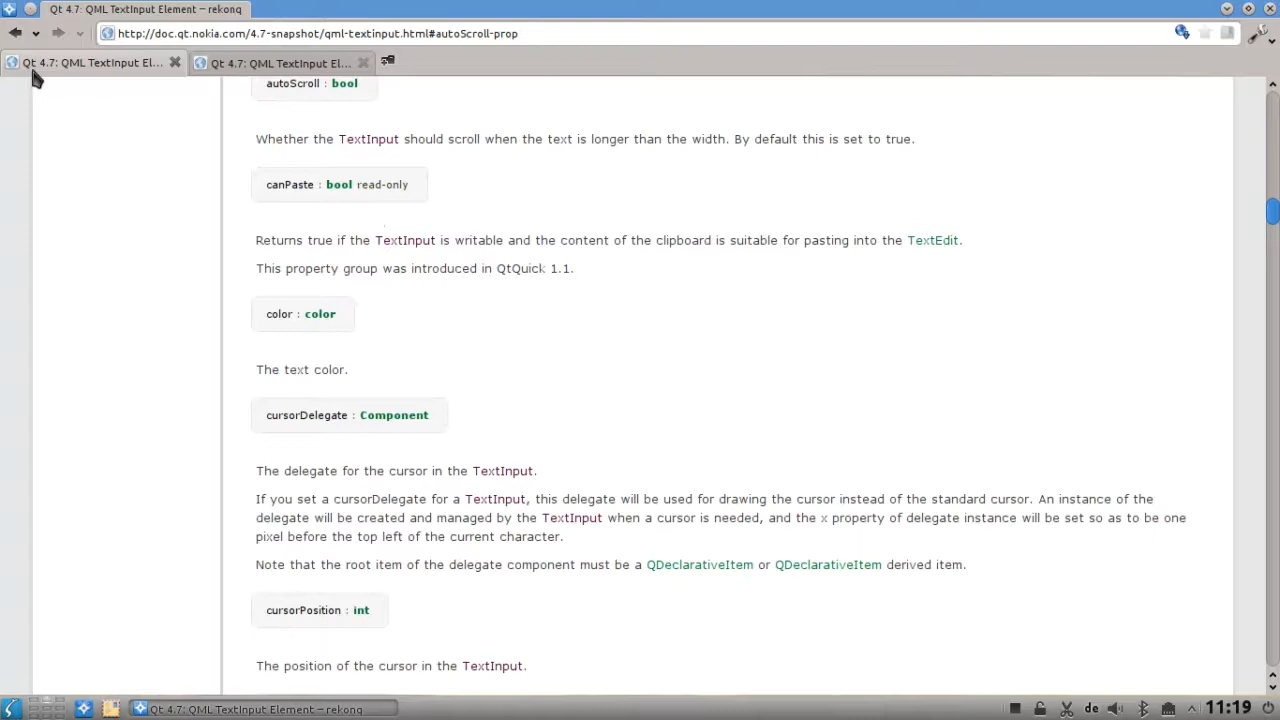 Qt 4.7: QML TextInput Element – rekonq
http://doc.qt.nokia.com/4.7-snapshot/qml-textinput.html#autoScroll-prop
Qt 4.7: QML TextInput El...
Qt 4.7: QML TextInput El...
autoScroll : bool
Whether the TextInput should scroll when the text is longer than the width. By default this is set to true.
canPaste : bool read-only
Returns true if the TextInput is writable and the content of the clipboard is suitable for pasting into the TextEdit.
This property group was introduced in QtQuick 1.1.
color : color
The text color.
cursorDelegate : Component
The delegate for the cursor in the TextInput.
If you set a cursorDelegate for a TextInput, this delegate will be used for drawing the cursor instead of the standard cursor. An instance of the
delegate will be created and managed by the TextInput when a cursor is needed, and the x property of delegate instance will be set so as to be one
pixel before the top left of the current character.
Note that the root item of the delegate component must be a QDeclarativeItem or QDeclarativeItem derived item.
cursorPosition : int
The position of the cursor in the TextInput.
Qt 4.7: QML TextInput Element – rekonq
de
11:19